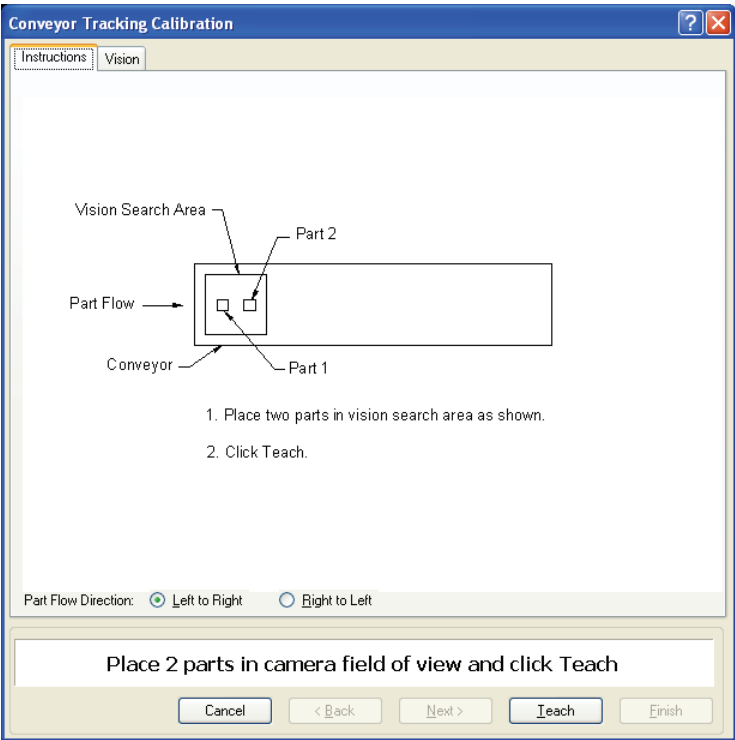 Conveyor Tracking Calibration
Instructions Vision
Vision Search Area
Part 2
Part Flow
Conveyor
Part 1
1. Place two parts in vision search area as shown.
2. Click Teach.
Part Flow Direction: Left to Right Right to Left
Place 2 parts in camera field of view and click Teach
Cancel < Back Next > Teach Finish